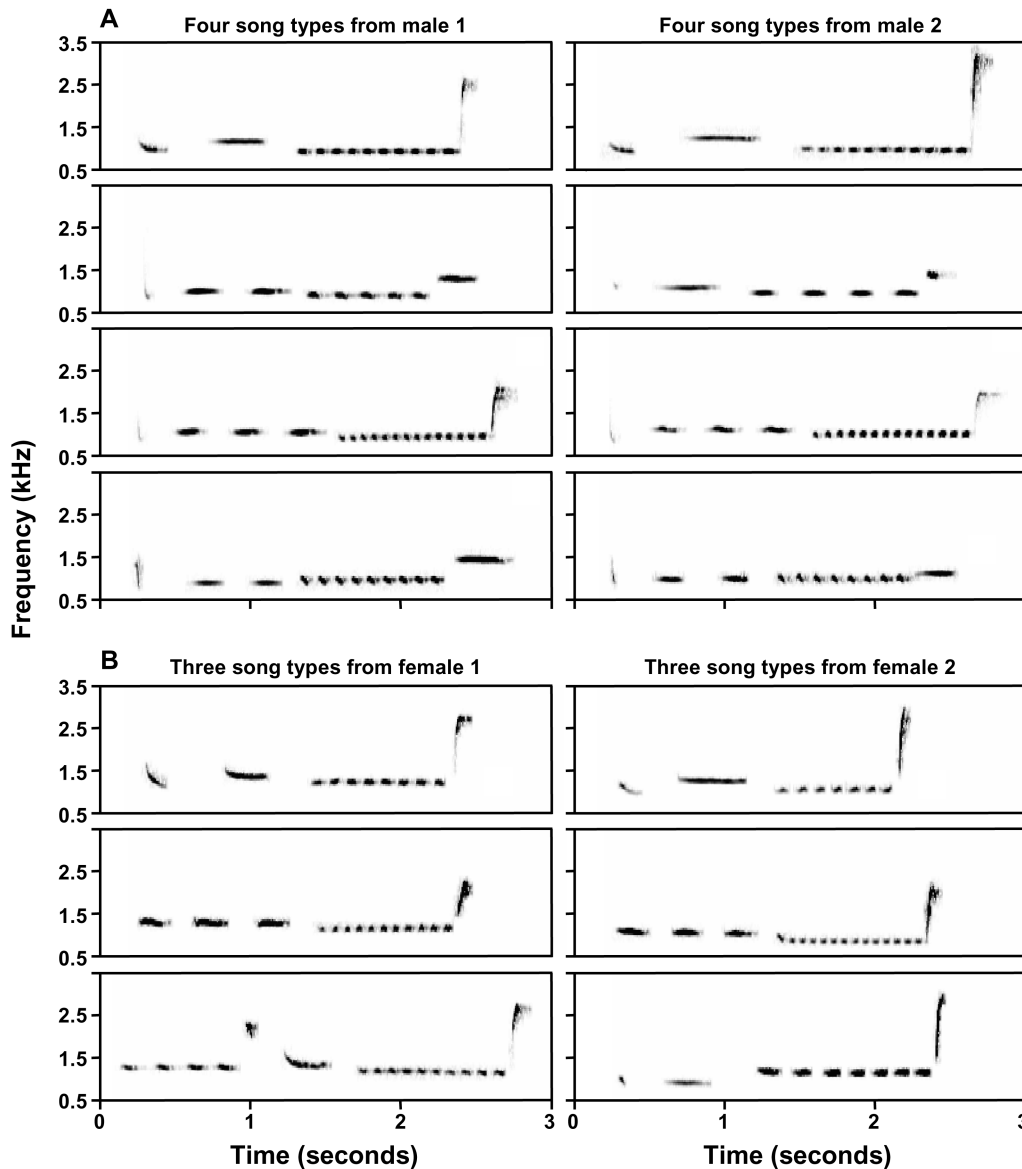 A
Four song types from male 1
Four song types from male 2
3.5
2.5
1.5
0.5
2.5
1.5
0.5
2.5
1.5
0.5
2.5
1.5
0.5
Frequency (kHz)
B
Three song types from female 1
Three song types from female 2
3.5
2.5
1.5
0.5
2.5
1.5
0.5
2.5
1.5
0.5
0 1 2 3 0 1 2 3
Time (seconds) Time (seconds)